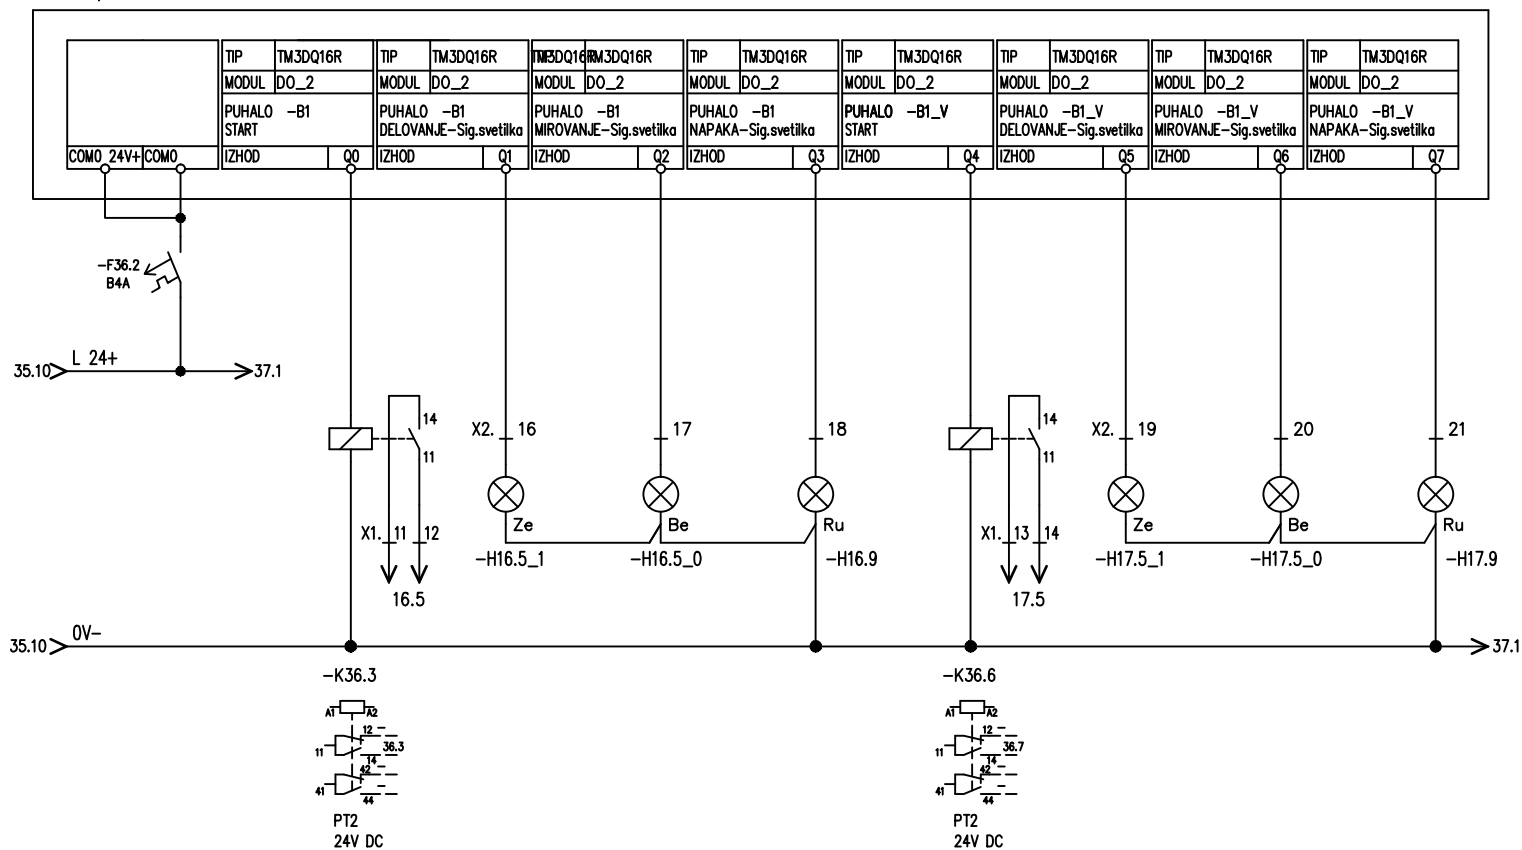 TIP TM3DQ16R TIP TM3DQ16R TIP TM3DQ16R TIP TM3DQ16R TIP TM3DQ16R TIP TM3DQ16R TIP TM3DQ16R TIP TM3DQ16R
MODUL DO_2 MODUL DO_2 MODUL DO_2 MODUL DO_2 MODUL DO_2 MODUL DO_2 MODUL DO_2 MODUL DO_2
PUHALO -B1 PUHALO -B1 PUHALO -B1 PUHALO -B1 PUHALO -B1_V PUHALO -B1_V PUHALO -B1_V PUHALO -B1_V
START DELOVANJE-Sig.svetilka MIROVANJE-Sig.svetilka NAPAKA-Sig.svetilka START DELOVANJE-Sig.svetilka MIROVANJE-Sig.svetilka NAPAKA-Sig.svetilka
COM0 24V+ COM0 IZHOD Q0 IZHOD Q1 IZHOD Q2 IZHOD Q3 IZHOD Q4 IZHOD Q5 IZHOD Q6 IZHOD Q7
-F36.2
B4A
L 24+
35.10 37.1
14 14
X2. 16 17 18 X2. 19 20 21
11 11
Ze Be Ru Ze Be Ru
X1. 11 12 X1. 13 14
-H16.5_1 -H16.5_0 -H16.9 -H17.5_1 -H17.5_0 -H17.9
16.5 17.5
0V-
35.10 37.1
-K36.3 -K36.6
A1 A2 A1 A2
12 12
11 36.3 11 36.7
14 14
42 42
41 41
44 44
PT2 PT2
24V DC 24V DC